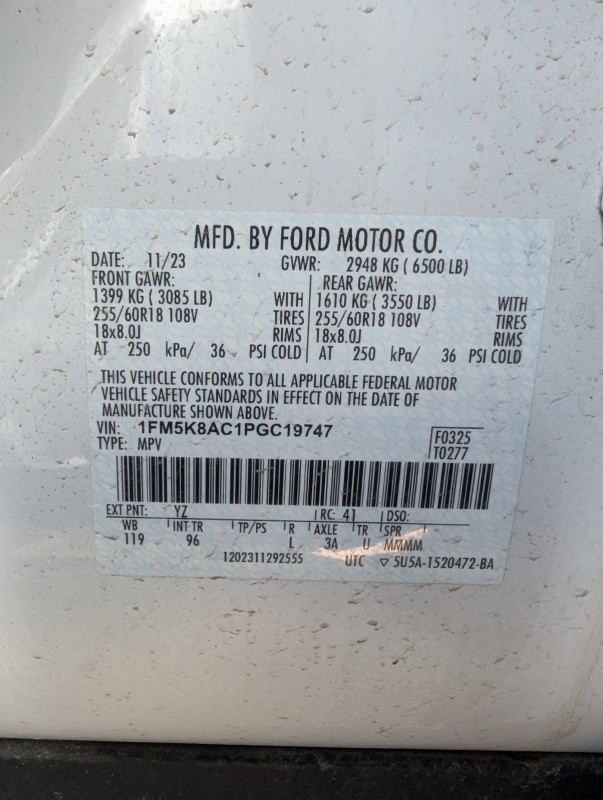 MFD. BY FORD MOTOR CO.
DATE: 11/23 GVWR: 2948 KG ( 6500 LB)
FRONT GAWR: REAR GAWR:
1399 KG ( 3085 LB) WITH 1610 KG ( 3550 LB) WITH
255/60R18 108V TIRES 255/60R18 108V TIRES
18x8.0J RIMS 18x8.0J RIMS
AT 250 kPa/ 36 PSI COLD AT 250 kPa/ 36 PSI COLD
THIS VEHICLE CONFORMS TO ALL APPLICABLE FEDERAL MOTOR
VEHICLE SAFETY STANDARDS IN EFFECT ON THE DATE OF
MANUFACTURE SHOWN ABOVE.
VIN: 1FM5K8AC1PGC19747 F0325
TYPE: MPV T0277
EXT PNT: YZ RC: 41 DSO:
WB INT TR TP/PS R AXLE TR SPR
119 96 L 3A U MMMM
1202311292555 UTC ▽ 5U5A-1520472-BA